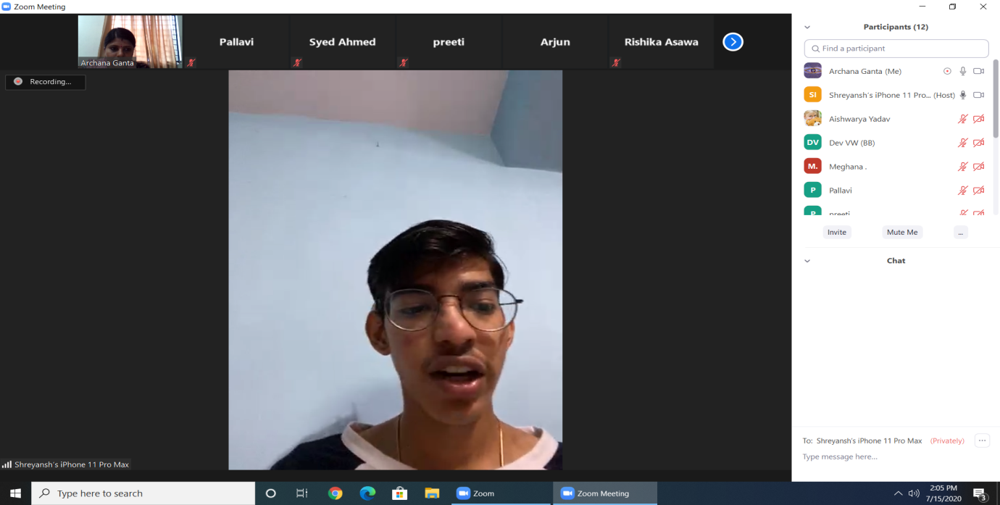 Zoom Meeting
Archana Ganta
Pallavi
Syed Ahmed
preeti
Arjun
Rishika Asawa
Recording...
Shreyansh's iPhone 11 Pro Max
Participants (12)
Find a participant
Archana Ganta (Me)
SI Shreyansh's iPhone 11 Pro... (Host)
Aishwarya Yadav
DV Dev VW (BB)
M. Meghana .
P Pallavi
P preeti
Invite Mute Me ...
Chat
To: Shreyansh's iPhone 11 Pro Max (Privately) ...
Type message here...
Type here to search
Zoom
Zoom Meeting
2:05 PM
7/15/2020
3